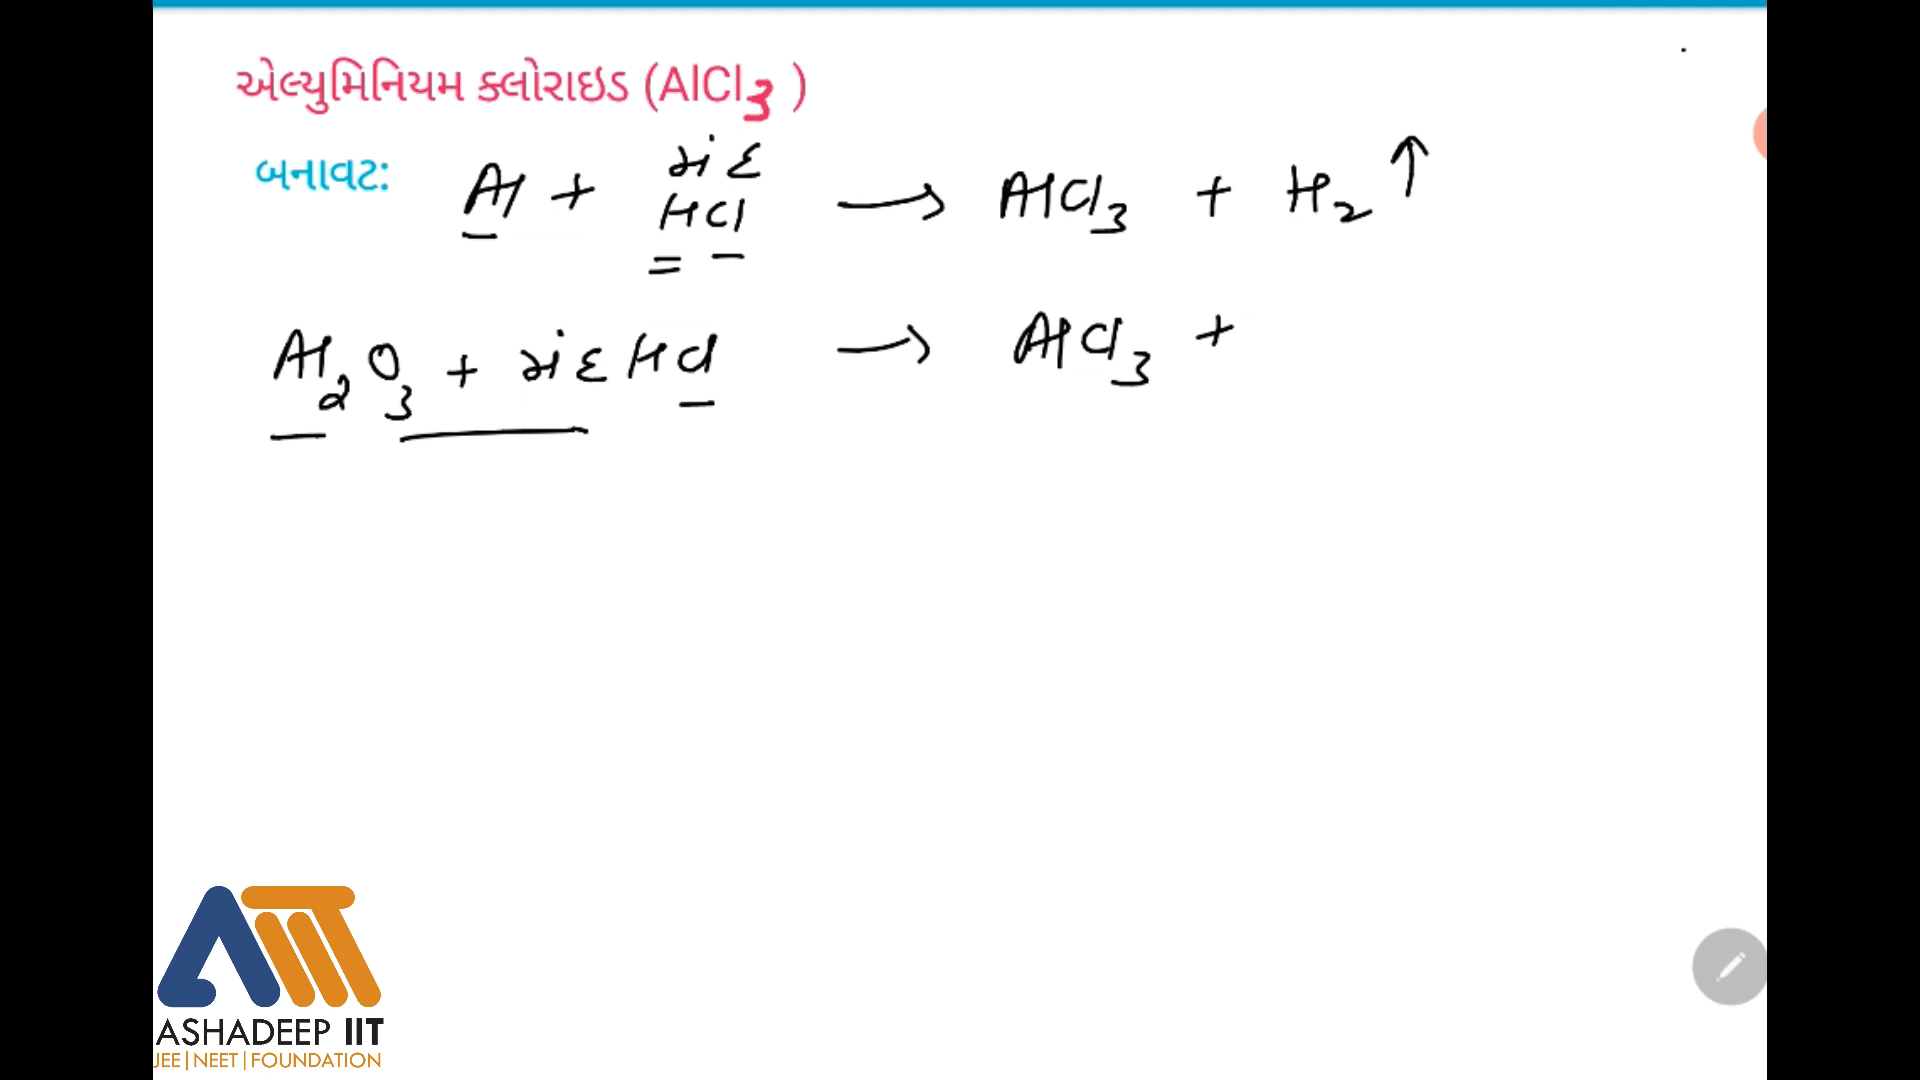 એલ્યુમિનિયમ ક્લોરાઇડ (AlCl3 )
બનાવટ: Al + મંદ HCl → AlCl3 + H2 ↑
Al2O3 + મંદ HCl → AlCl3 +
ASHADEEP IIT
JEE|NEET|FOUNDATION